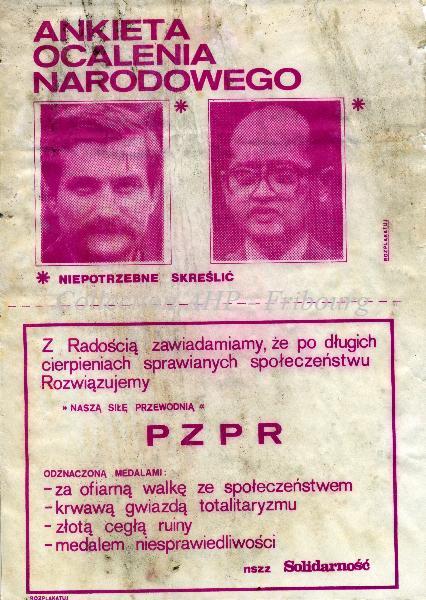 ANKIETA
OCALENIA
NARODOWEGO
* *
ROZPLAKATUJ
* NIEPOTRZEBNE SKREŚLIĆ
Collection AHP - Fribourg
Z Radością zawiadamiamy, że po długich
cierpieniach sprawianych społeczeństwu
Rozwiązujemy
» NASZĄ SIŁĘ PRZEWODNIĄ «
PZPR
ODZNACZONĄ MEDALAMI:
- za ofiarną walkę ze społeczeństwem
- krwawą gwiazdą totalitaryzmu
- złotą cegłą ruiny
- medalem niesprawiedliwości
nszz Solidarność
ROZPLAKATUJ